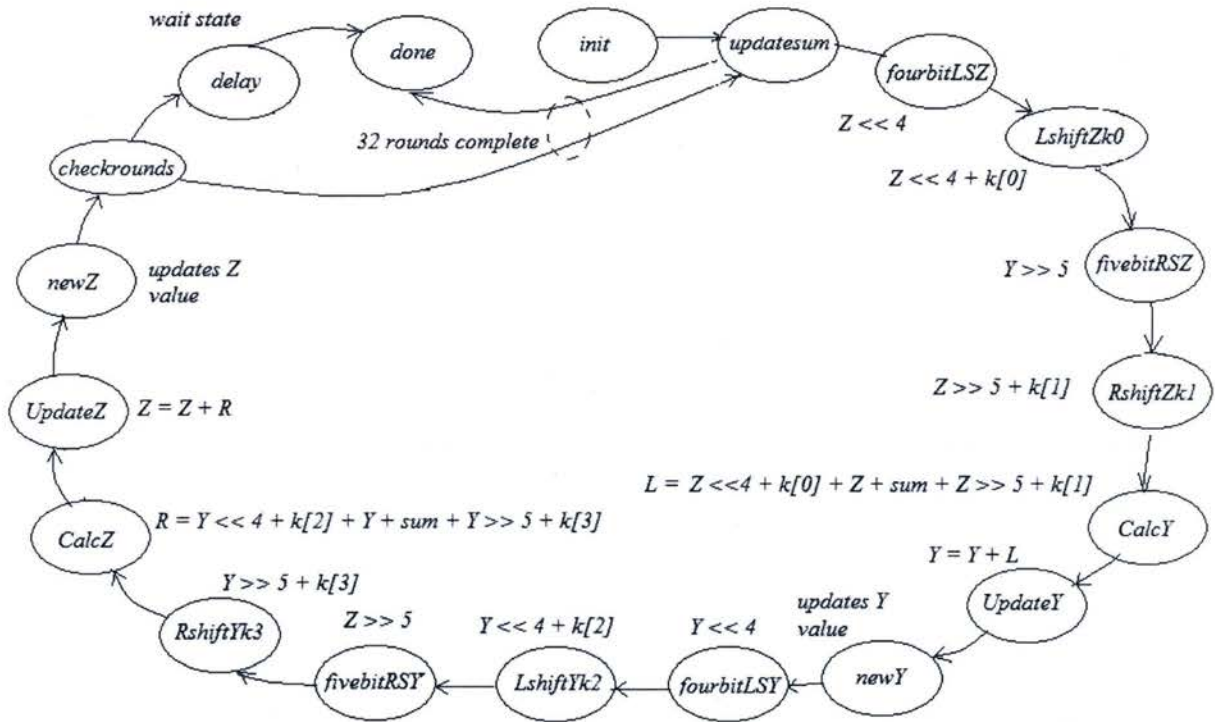 wait state
done
init
updatesum
delay
fourbitLSZ
Z << 4
32 rounds complete
LshiftZk0
checkrounds
Z << 4 + k[0]
newZ
updates Z
value
Y >> 5
fivebitRSZ
UpdateZ
Z = Z + R
Z >> 5 + k[1]
RshiftZk1
L = Z <<4 + k[0] + Z + sum + Z >> 5 + k[1]
CalcZ
R = Y << 4 + k[2] + Y + sum + Y >> 5 + k[3]
CalcY
Y = Y + L
Y >> 5 + k[3]
UpdateY
RshiftYk3
Z >> 5
Y << 4 + k[2]
Y << 4
updates Y
value
fivebitRSY
LshiftYk2
fourbitLSY
newY